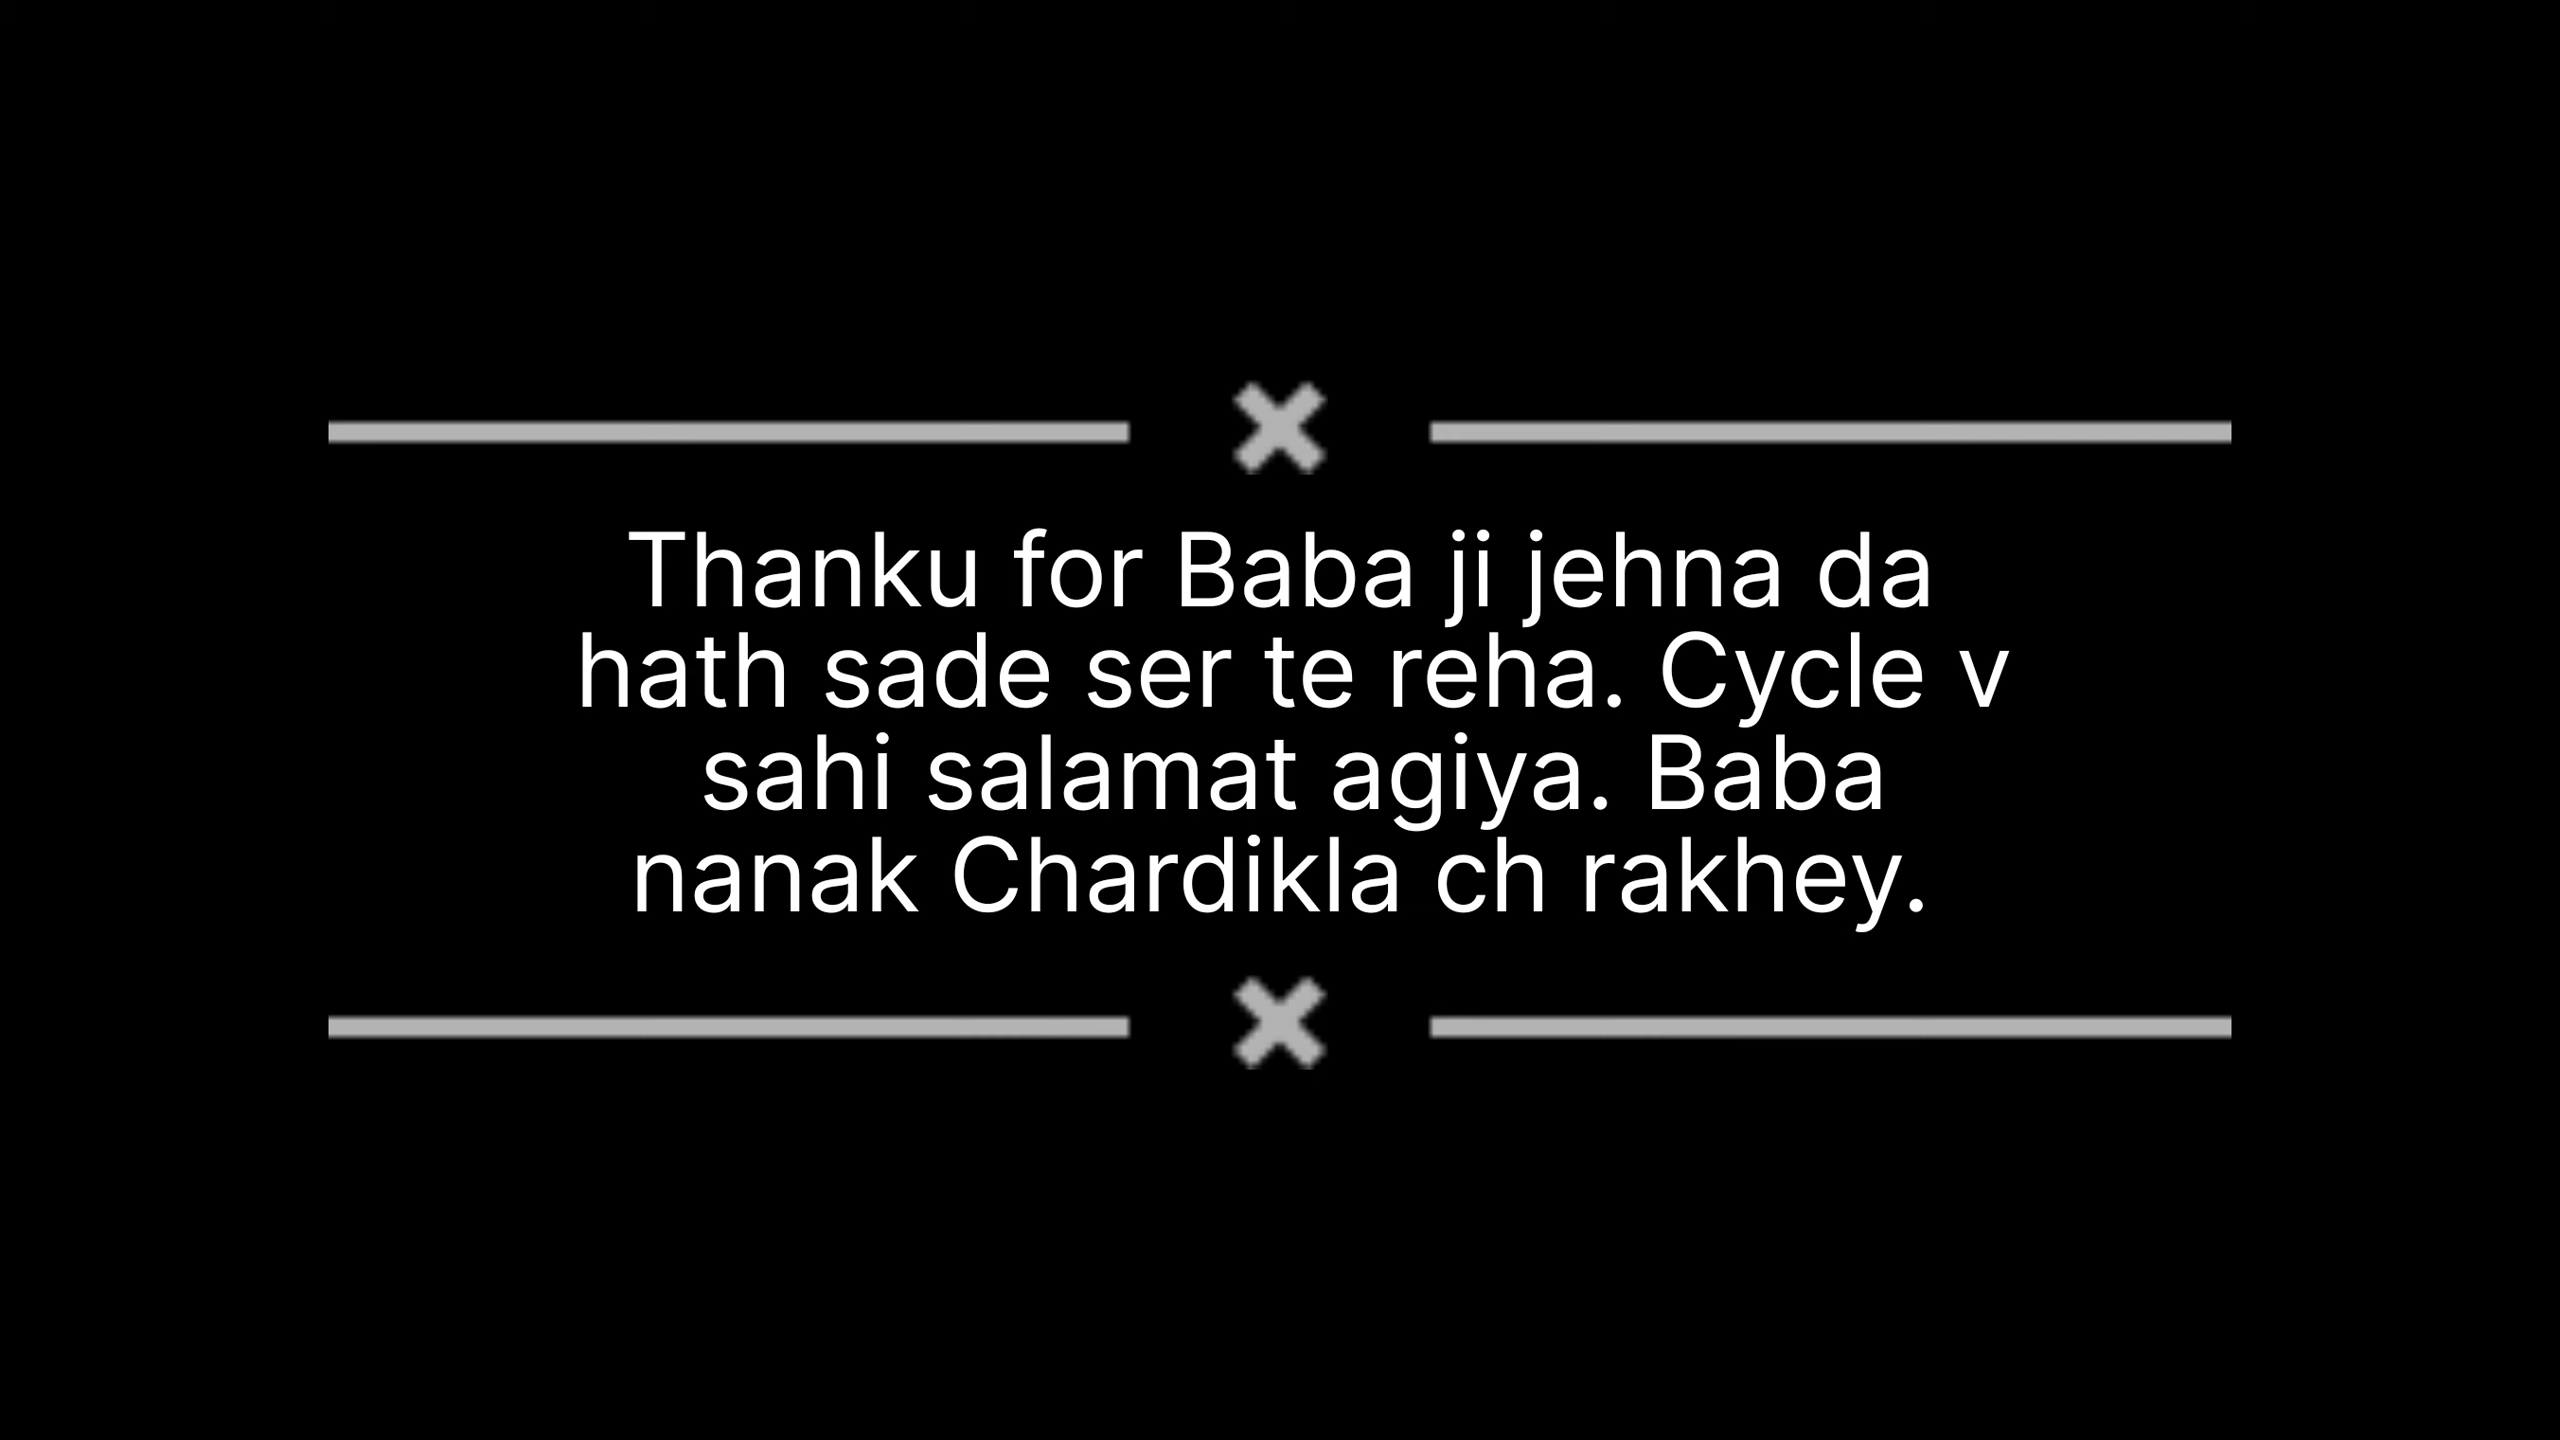 Thanku for Baba ji jehna da
hath sade ser te reha. Cycle v
sahi salamat agiya. Baba
nanak Chardikla ch rakhey.